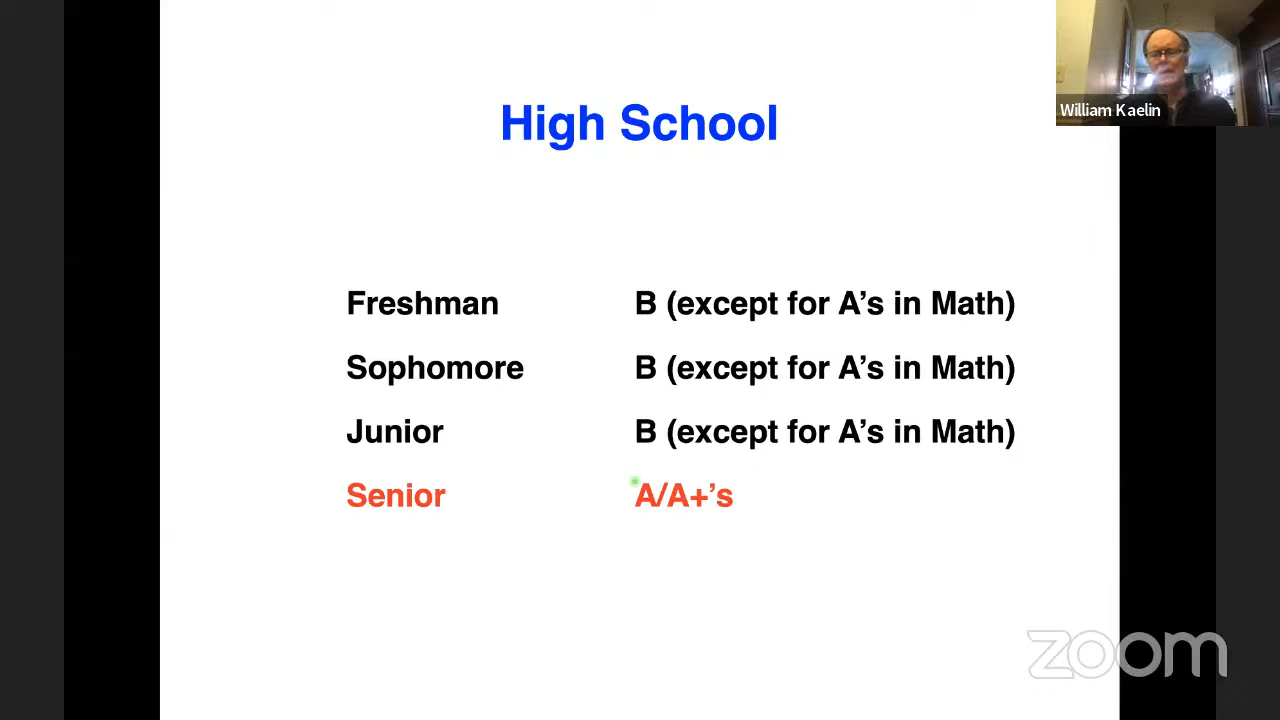 High School
William Kaelin
Freshman B (except for A’s in Math)
Sophomore B (except for A’s in Math)
Junior B (except for A’s in Math)
Senior A/A+’s
zoom